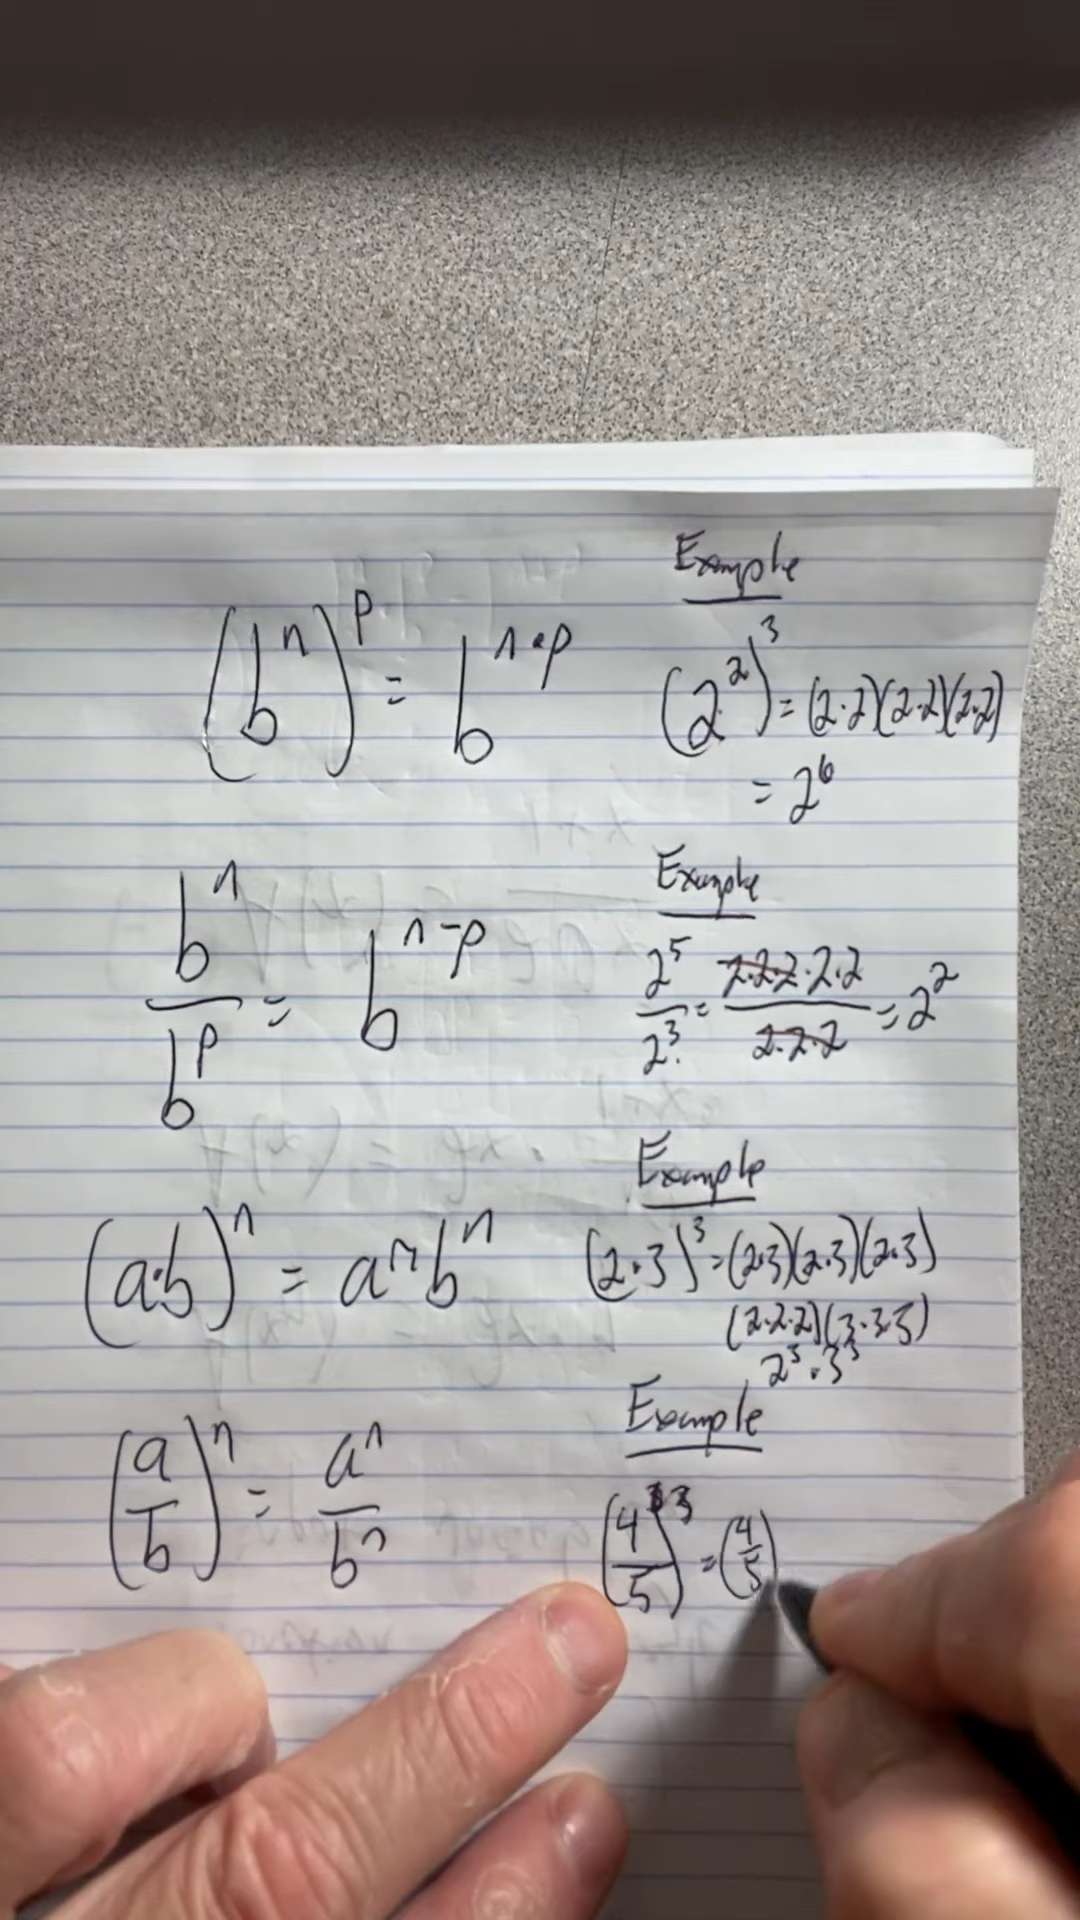 Example
(b^n)^p = b^{n•p}
(2^2)^3 = (2·2)(2·2)(2·2)
= 2^6
Example
b^n/b^p = b^{n-p}
2^5/2^3 = 2·2·2·2·2/2·2·2 = 2^2
Example
(a·b)^n = a^n b^n
(2·3)^3 = (2·3)(2·3)(2·3)
(2·2·2)(3·3·3)
2^3 · 3^3
Example
(a/b)^n = a^n/b^n
(4/5)^3 = (4/5)